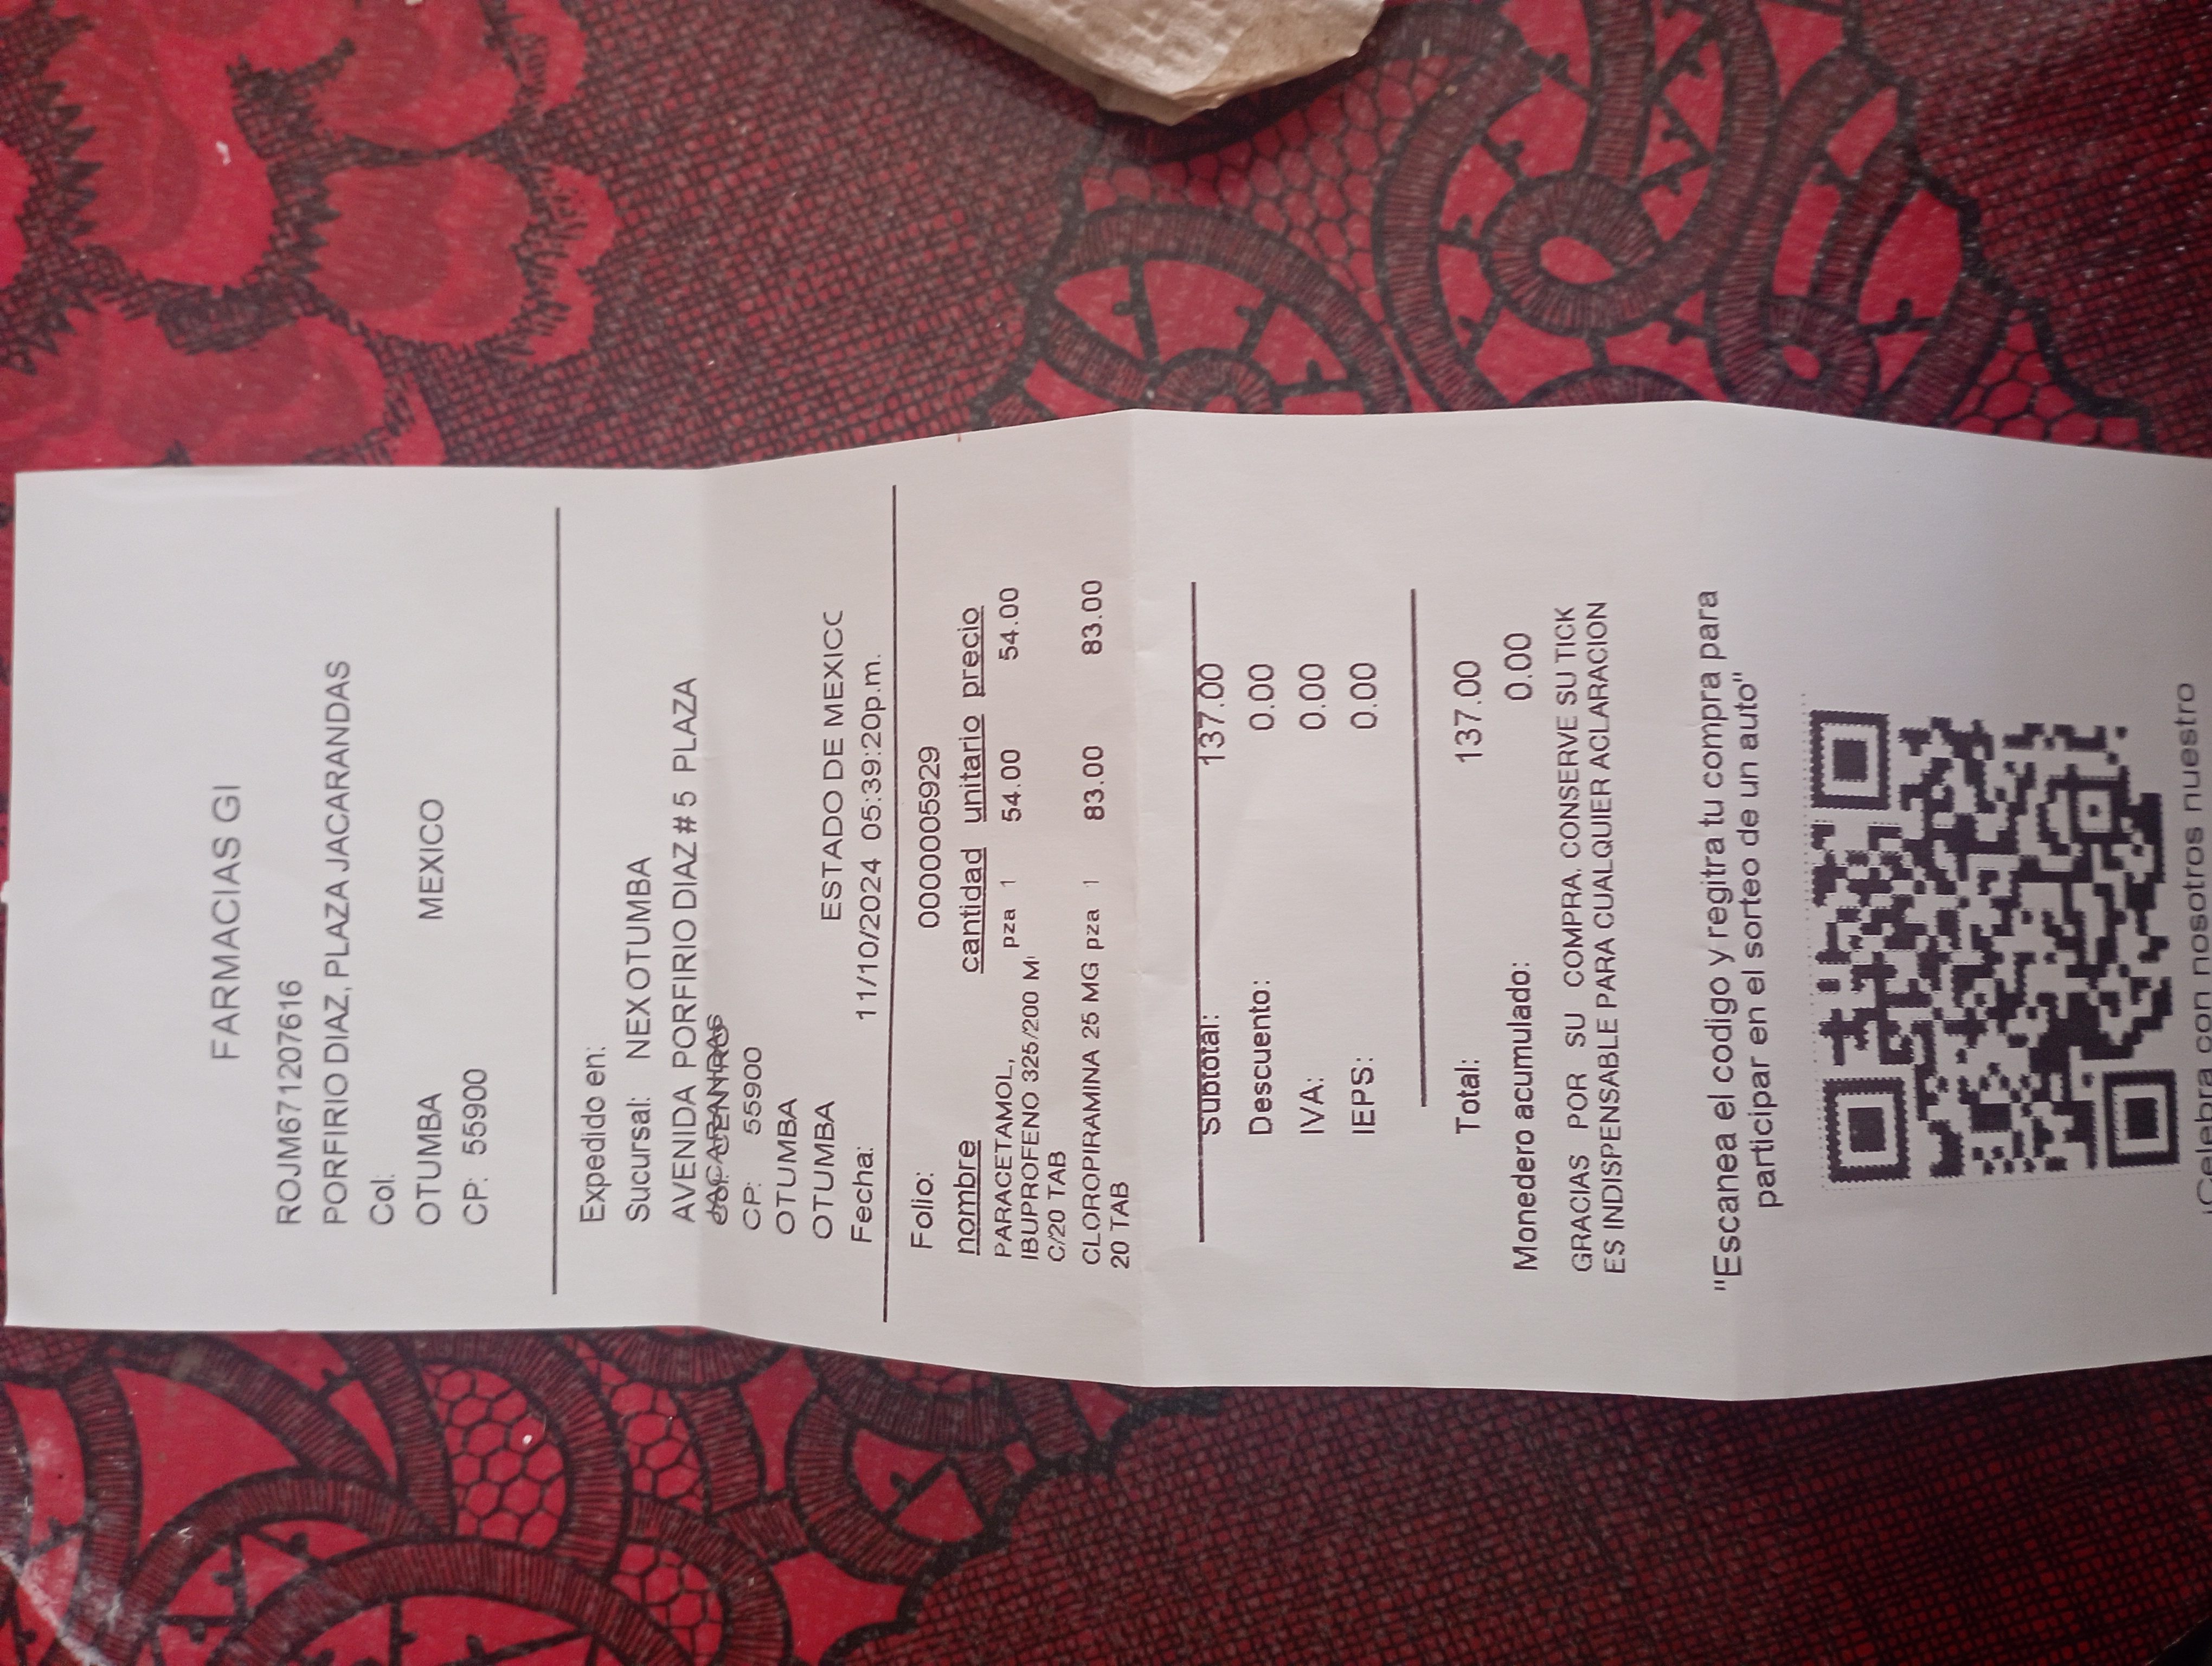 FARMACIAS GI
ROJM671207616
PORFIRIO DIAZ, PLAZA JACARANDAS
Col:
OTUMBA MEXICO
CP: 55900
Expedido en:
Sucursal: NEX OTUMBA
AVENIDA PORFIRIO DIAZ # 5 PLAZA
CP: 55900
OTUMBA
OTUMBA ESTADO DE MEXICO
Fecha: 11/10/2024 05:39:20p.m.
Folio: 0000005929
nombre cantidad unitario precio
PARACETAMOL, pza 1 54.00 54.00
IBUPROFENO 325/200 M
C/20 TAB
CLOROPIRAMINA 25 MG pza 1 83.00 83.00
20 TAB
Subtotal: 137.00
Descuento: 0.00
IVA: 0.00
IEPS: 0.00
Total: 137.00
Monedero acumulado: 0.00
GRACIAS POR SU COMPRA. CONSERVE SU TICK
ES INDISPENSABLE PARA CUALQUIER ACLARACION
"Escanea el codigo y regitra tu compra para
participar en el sorteo de un auto"
¡Celebra con nosotros nuestro